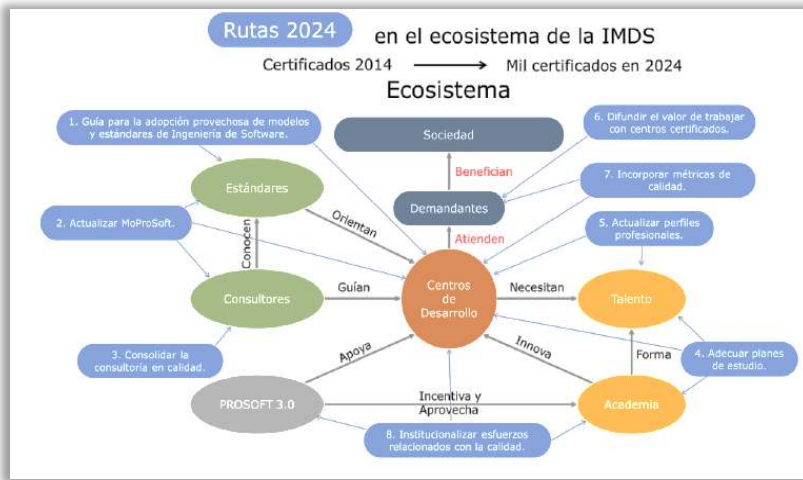 Rutas 2024 en el ecosistema de la IMDS
Certificados 2014 Mil certificados en 2024
Ecosistema
1. Guía para la adopción provechosa de modelos
y estándares de Ingeniería de Software.
Sociedad
6. Difundir el valor de trabajar
con centros certificados.
Benefician
7. Incorporar métricas de
calidad.
Estándares
Demandantes
2. Actualizar MoProSoft.
Orientan
Conocen
Atienden
5. Actualizar perfiles
profesionales.
Consultores
Guían
Centros
de
Desarrollo
Necesitan
Talento
3. Consolidar la
consultoría en calidad.
Apoya
Innova
Forma
4. Adecuar planes
de estudio.
PROSOFT 3.0
Incentiva y
Aprovecha
Academia
8. Institucionalizar esfuerzos
relacionados con la calidad.